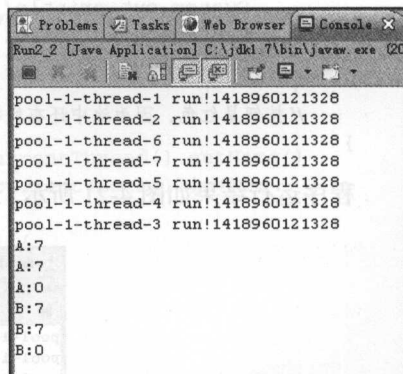 Problems Tasks Web Browser Console
Run2_2 [Java Application] C:\jdk1.7\bin\javaw.exe (20
pool-1-thread-1 run!1418960121328
pool-1-thread-2 run!1418960121328
pool-1-thread-6 run!1418960121328
pool-1-thread-7 run!1418960121328
pool-1-thread-5 run!1418960121328
pool-1-thread-4 run!1418960121328
pool-1-thread-3 run!1418960121328
A:7
A:7
A:0
B:7
B:7
B:0